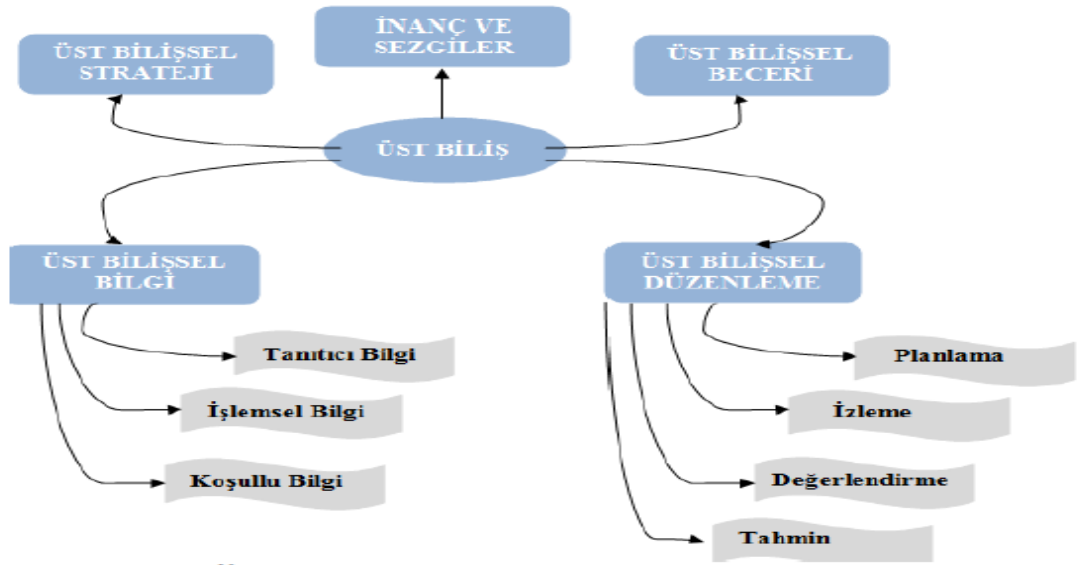 İNANÇ VE
SEZGİLER
ÜST BİLİŞSEL
STRATEJİ
ÜST BİLİŞSEL
BECERİ
ÜST BİLİŞ
ÜST BİLİŞSEL
BİLGİ
ÜST BİLİŞSEL
DÜZENLEME
Tanıtıcı Bilgi
İşlemsel Bilgi
Koşullu Bilgi
Planlama
İzleme
Değerlendirme
Tahmin